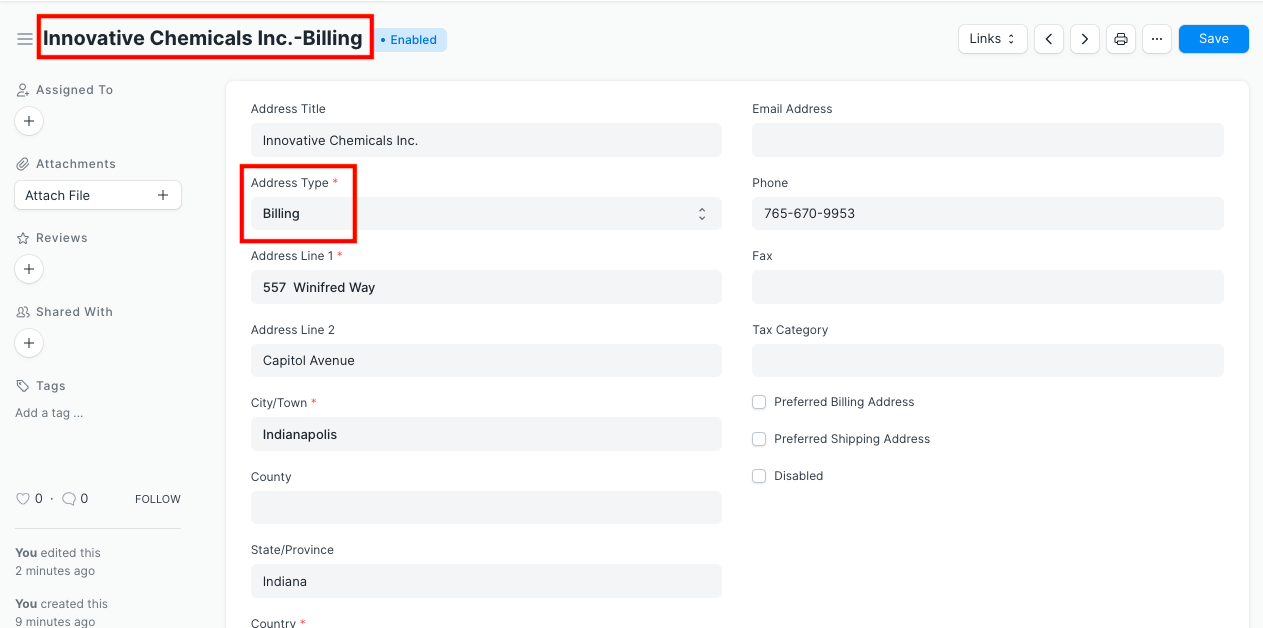 Innovative Chemicals Inc.-Billing
• Enabled
Links
···
Save
Assigned To
+
Attachments
Attach File +
Reviews
+
Shared With
+
Tags
Add a tag ...
0 · 0 FOLLOW
You edited this
2 minutes ago
You created this
9 minutes ago
Address Title
Innovative Chemicals Inc.
Address Type *
Billing
Address Line 1 *
557  Winifred Way
Address Line 2
Capitol Avenue
City/Town *
Indianapolis
County
State/Province
Indiana
Country *
Email Address
Phone
765-670-9953
Fax
Tax Category
Preferred Billing Address
Preferred Shipping Address
Disabled